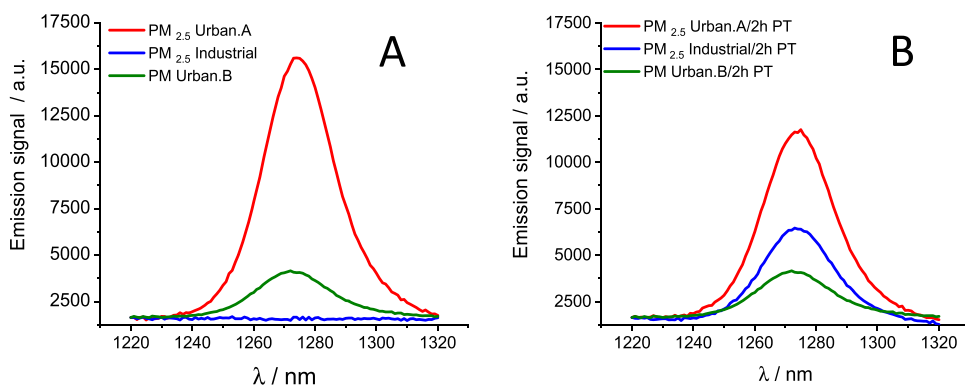 17500
15000
12500
10000
7500
5000
2500
Emission signal / a.u.
PM 2.5 Urban.A
PM 2.5 Industrial
PM Urban.B
A
1220 1240 1260 1280 1300 1320
λ / nm
17500
15000
12500
10000
7500
5000
2500
Emission signal / a.u.
PM 2.5 Urban.A/2h PT
PM 2.5 Industrial/2h PT
PM Urban.B/2h PT
B
1220 1240 1260 1280 1300 1320
λ / nm